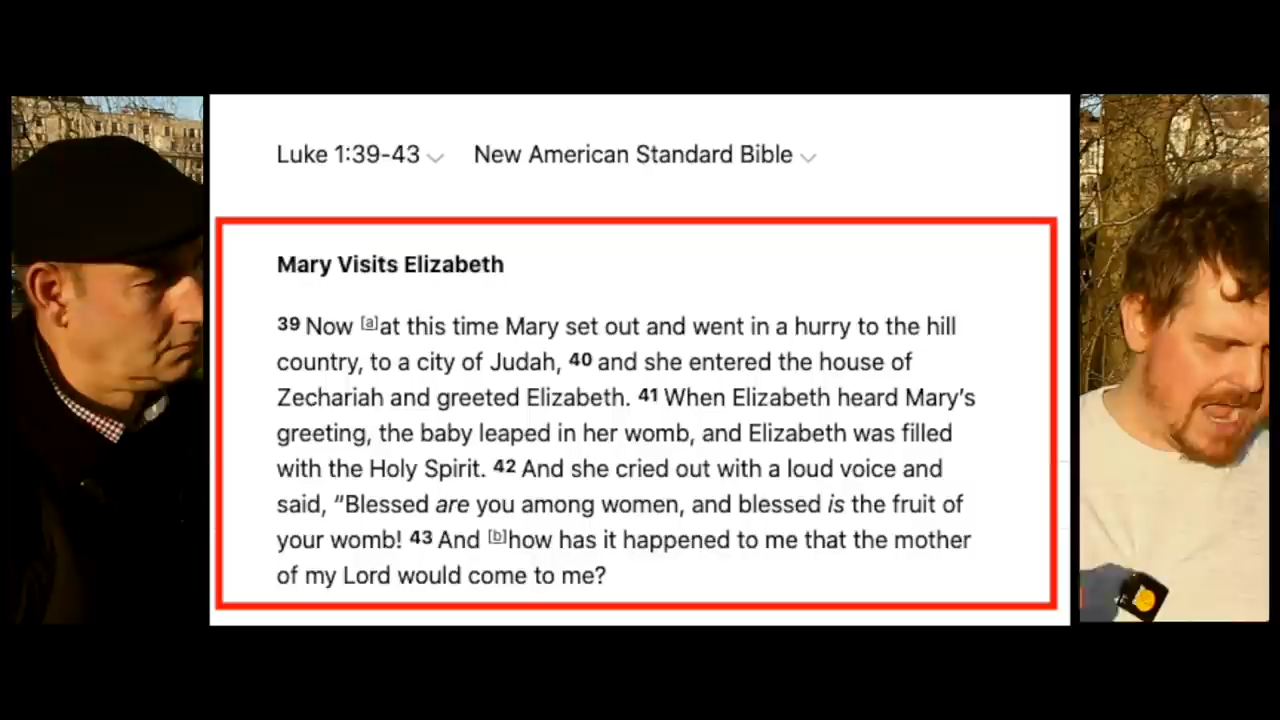 Luke 1:39-43 New American Standard Bible
Mary Visits Elizabeth
39 Now [a]at this time Mary set out and went in a hurry to the hill
country, to a city of Judah, 40 and she entered the house of
Zechariah and greeted Elizabeth. 41 When Elizabeth heard Mary’s
greeting, the baby leaped in her womb, and Elizabeth was filled
with the Holy Spirit. 42 And she cried out with a loud voice and
said, “Blessed are you among women, and blessed is the fruit of
your womb! 43 And [b]how has it happened to me that the mother
of my Lord would come to me?